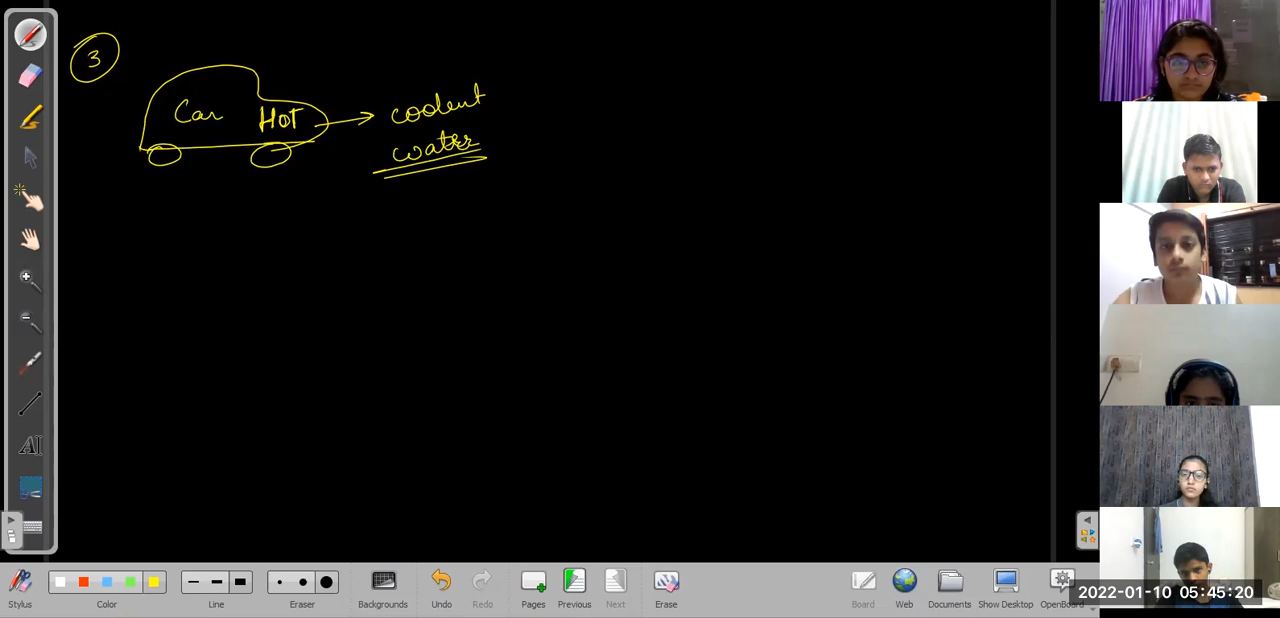 3
Car HOT
coolent
water
Stylus Color Line Eraser Backgrounds Undo Redo Pages Previous Next Erase Board Web Documents Show Desktop OpenBoard
2022-01-10 05:45:20